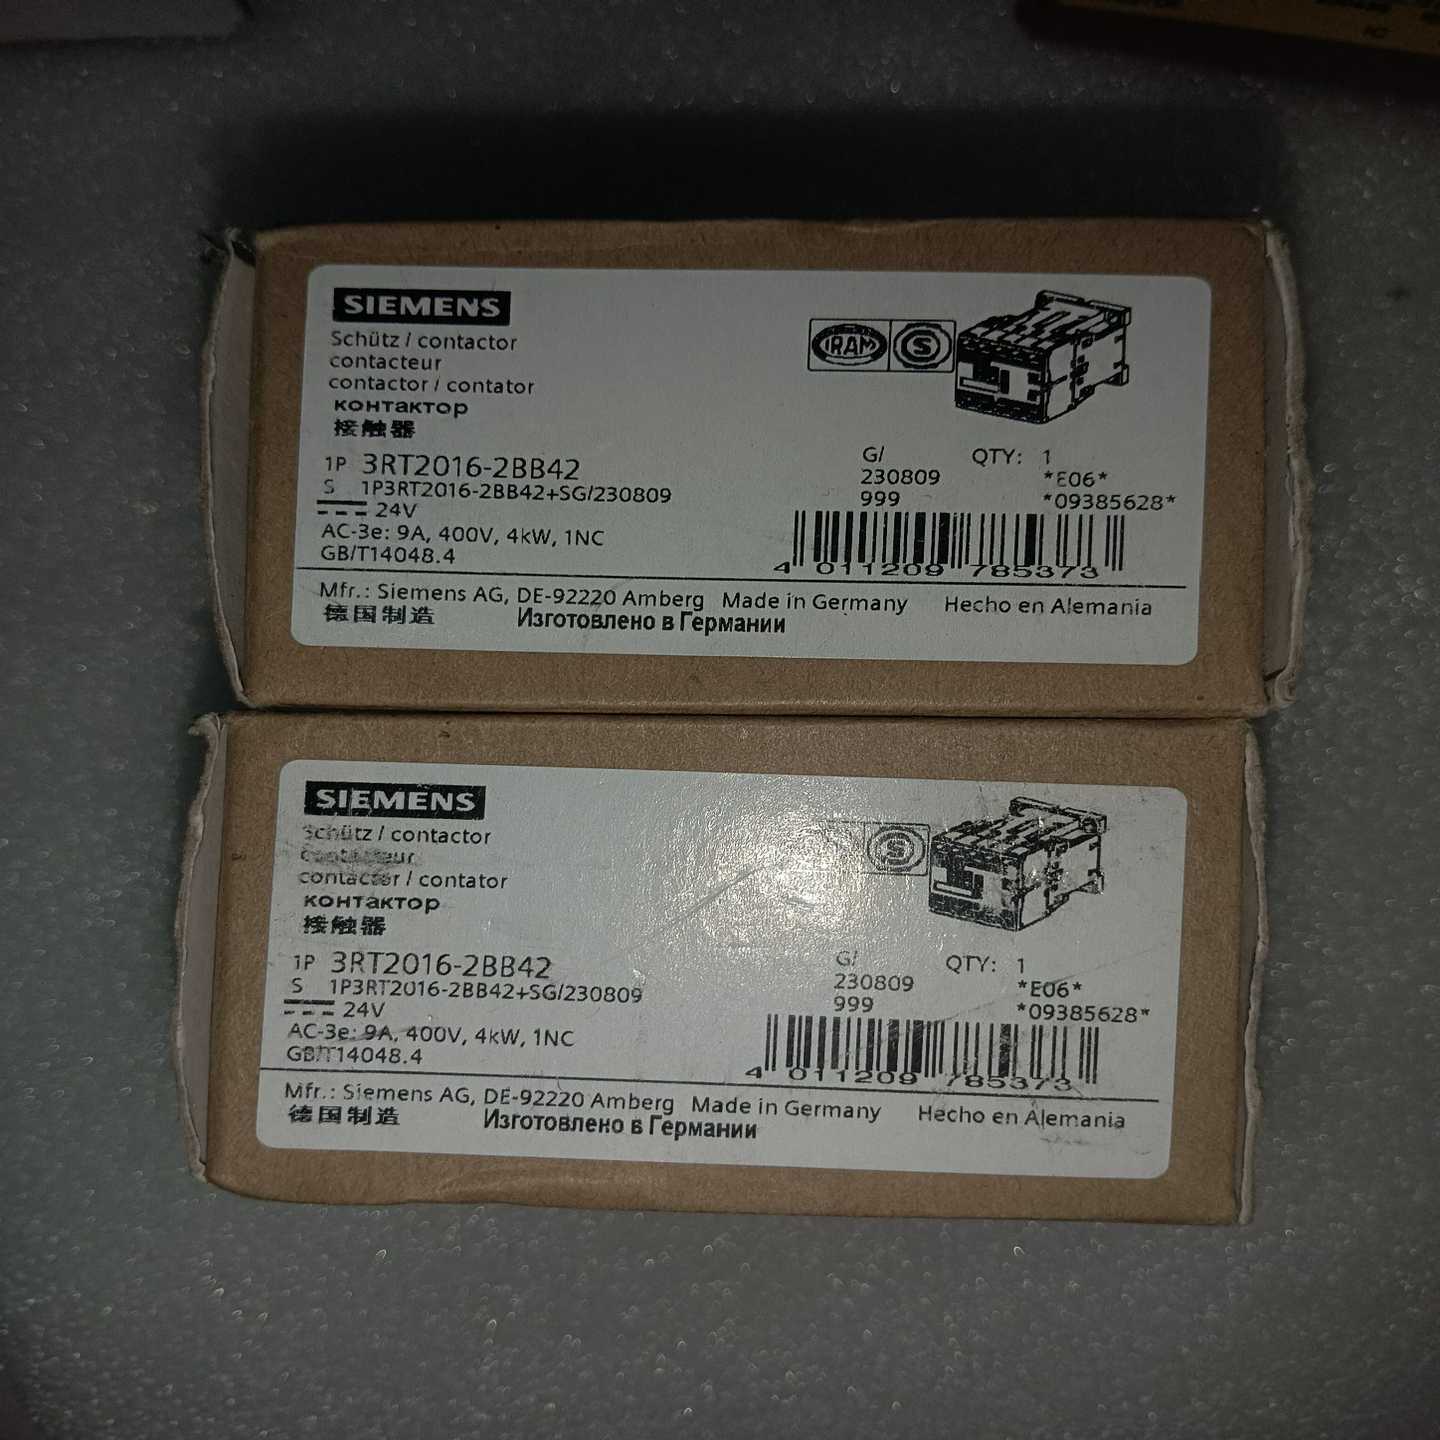 SIEMENS
Schütz / contactor
contacteur
contactor / contator
контактор
接触器
IRAM S
1P 3RT2016-2BB42
S 1P3RT2016-2BB42+SG/230809
24V
AC-3e: 9A, 400V, 4kW, 1NC
GB/T14048.4
G/ QTY: 1
230809 *E06*
999 *09385628*
4 011209 785373
Mfr.: Siemens AG, DE-92220 Amberg Made in Germany Hecho en Alemania
德国制造 Изготовлено в Германии
SIEMENS
Schütz / contactor
contacteur
contactor / contator
контактор
接触器
S
1P 3RT2016-2BB42
S 1P3RT2016-2BB42+SG/230809
24V
AC-3e: 9A, 400V, 4kW, 1NC
GB/T14048.4
G/ QTY: 1
230809 *E06*
999 *09385628*
4 011209 785373
Mfr.: Siemens AG, DE-92220 Amberg Made in Germany Hecho en Alemania
德国制造 Изготовлено в Германии